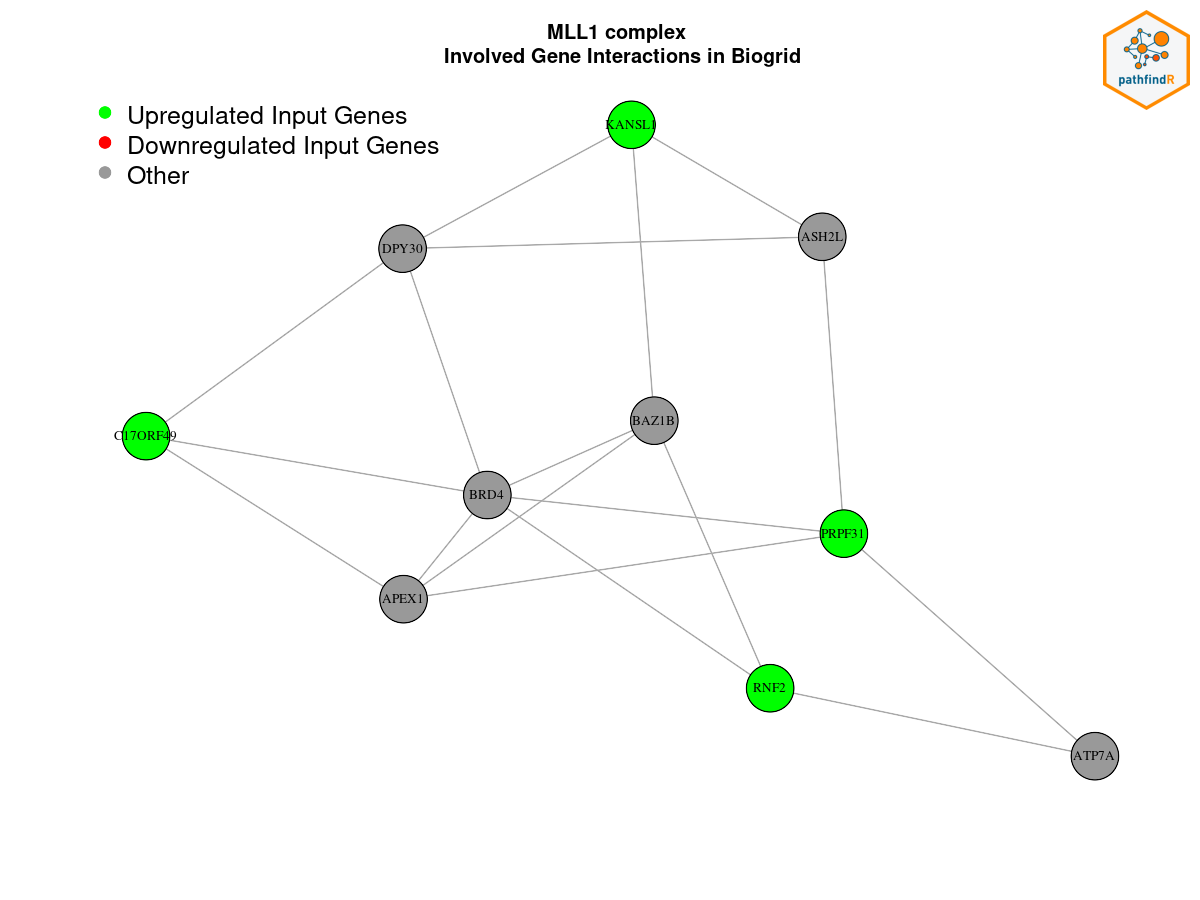 MLL1 complex
Involved Gene Interactions in Biogrid
pathfindR
Upregulated Input Genes
Downregulated Input Genes
Other
KANSL1
DPY30
ASH2L
C17ORF49
BAZ1B
BRD4
PRPF31
APEX1
RNF2
ATP7A